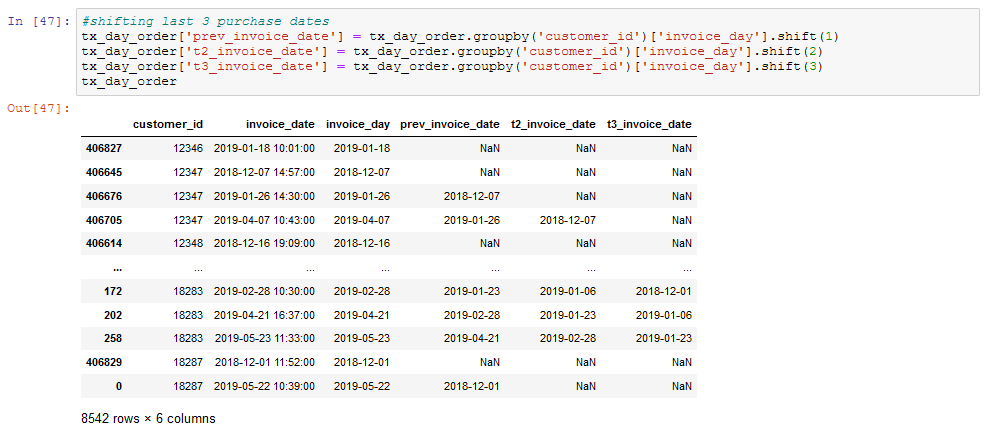 In [47]: #shifting last 3 purchase dates
tx_day_order['prev_invoice_date'] = tx_day_order.groupby('customer_id')['invoice_day'].shift(1)
tx_day_order['t2_invoice_date'] = tx_day_order.groupby('customer_id')['invoice_day'].shift(2)
tx_day_order['t3_invoice_date'] = tx_day_order.groupby('customer_id')['invoice_day'].shift(3)
tx_day_order
Out[47]:
customer_id invoice_date invoice_day prev_invoice_date t2_invoice_date t3_invoice_date
406827 12346 2019-01-18 10:01:00 2019-01-18 NaN NaN NaN
406645 12347 2018-12-07 14:57:00 2018-12-07 NaN NaN NaN
406676 12347 2019-01-26 14:30:00 2019-01-26 2018-12-07 NaN NaN
406705 12347 2019-04-07 10:43:00 2019-04-07 2019-01-26 2018-12-07 NaN
406614 12348 2018-12-16 19:09:00 2018-12-16 NaN NaN NaN
... ... ... ... ... ... ...
172 18283 2019-02-28 10:30:00 2019-02-28 2019-01-23 2019-01-06 2018-12-01
202 18283 2019-04-21 16:37:00 2019-04-21 2019-02-28 2019-01-23 2019-01-06
258 18283 2019-05-23 11:33:00 2019-05-23 2019-04-21 2019-02-28 2019-01-23
406829 18287 2018-12-01 11:52:00 2018-12-01 NaN NaN NaN
0 18287 2019-05-22 10:39:00 2019-05-22 2018-12-01 NaN NaN
8542 rows × 6 columns